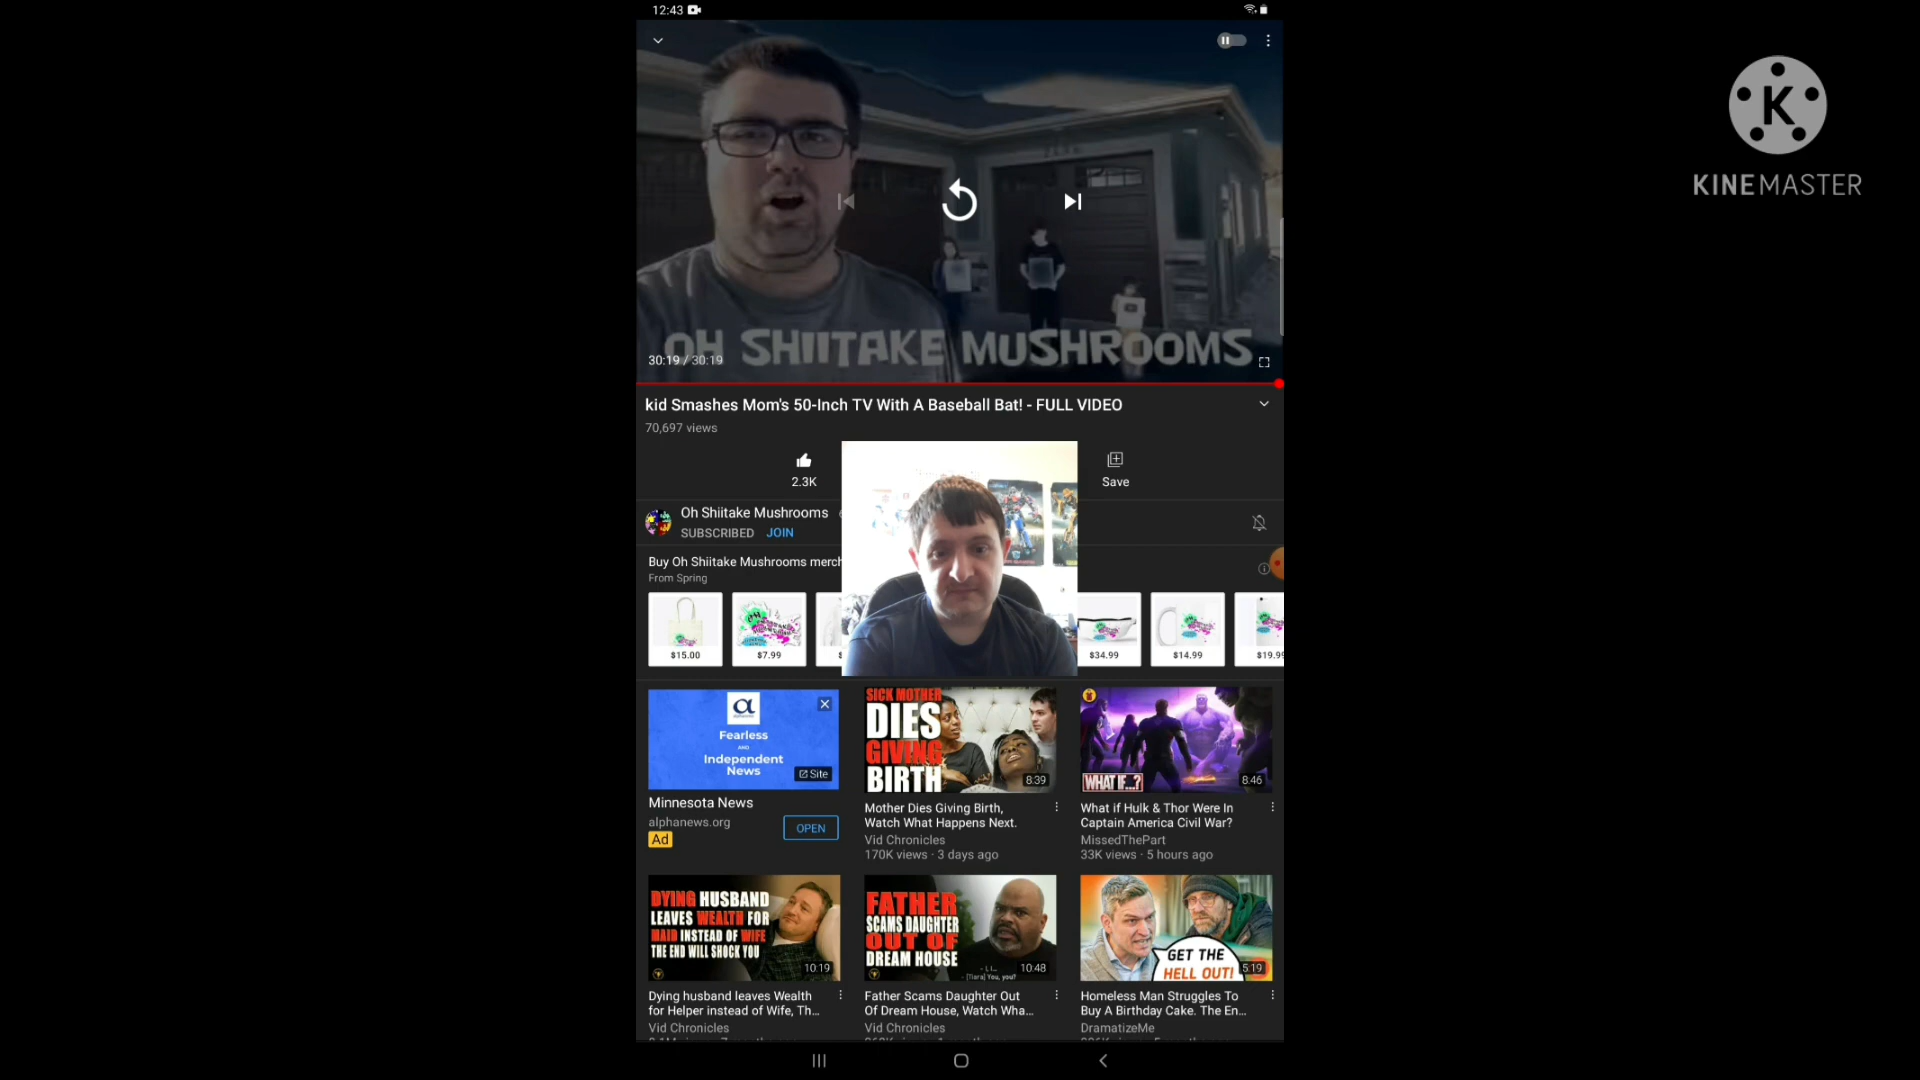 12:43
OH SHIITAKE MUSHROOMS
30:19 / 30:19
kid Smashes Mom's 50-Inch TV With A Baseball Bat! - FULL VIDEO
70,697 views
2.3K
Save
Oh Shiitake Mushrooms
SUBSCRIBED JOIN
Buy Oh Shiitake Mushrooms merch
From Spring
$15.00
$7.99
$34.99
$14.99
$19.99
α
Fearless
AND
Independent
News
Site
Minnesota News
alphanews.org
Ad
OPEN
SICK MOTHER
DIES
GIVING
BIRTH
8:39
Mother Dies Giving Birth,
Watch What Happens Next.
Vid Chronicles
170K views · 3 days ago
WHAT IF...?
8:46
What if Hulk & Thor Were In
Captain America Civil War?
MissedThePart
33K views · 5 hours ago
DYING HUSBAND
LEAVES WEALTH FOR
MAID INSTEAD OF WIFE
THE END WILL SHOCK YOU
10:19
Dying husband leaves Wealth
for Helper instead of Wife, Th...
Vid Chronicles
FATHER
SCAMS DAUGHTER
OUT OF
DREAM HOUSE
[Tiara] You, you?
10:48
Father Scams Daughter Out
Of Dream House, Watch Wha...
Vid Chronicles
GET THE
HELL OUT!
5:19
Homeless Man Struggles To
Buy A Birthday Cake. The En...
DramatizeMe
K
KINEMASTER